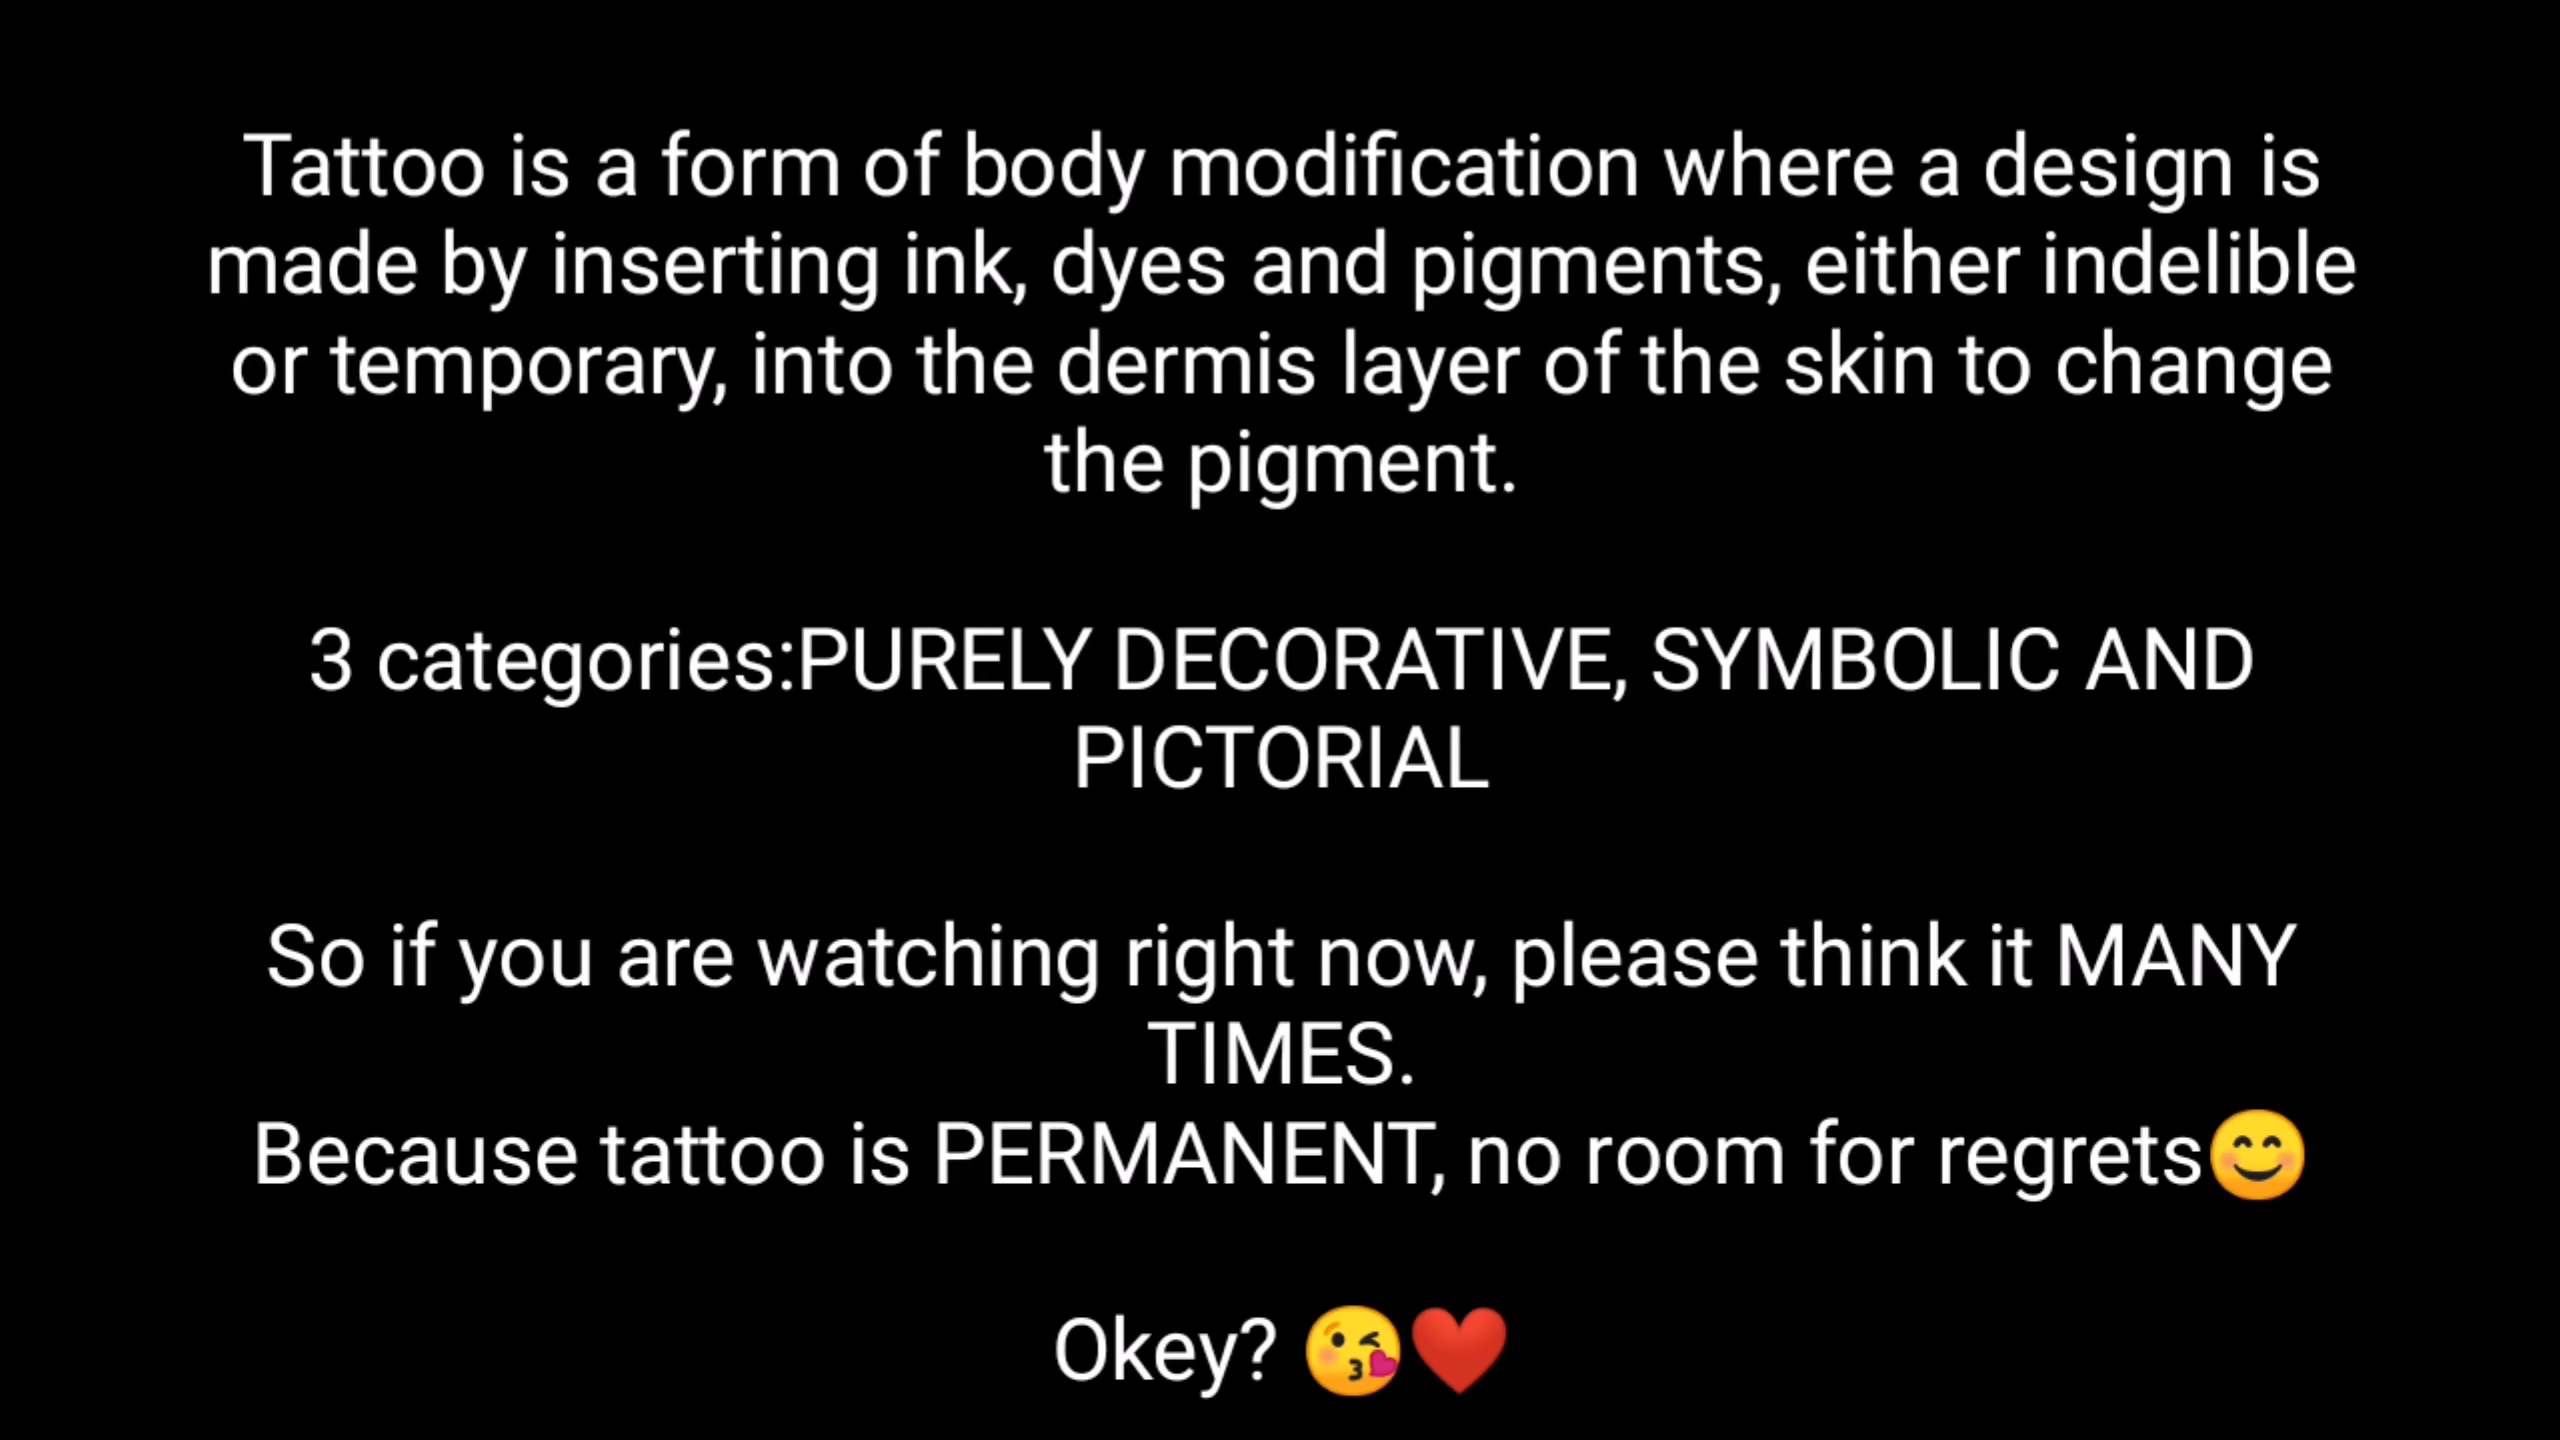 Tattoo is a form of body modification where a design is
made by inserting ink, dyes and pigments, either indelible
or temporary, into the dermis layer of the skin to change
the pigment.
3 categories:PURELY DECORATIVE, SYMBOLIC AND
PICTORIAL
So if you are watching right now, please think it MANY
TIMES.
Because tattoo is PERMANENT, no room for regrets😊
Okey? 😘❤️